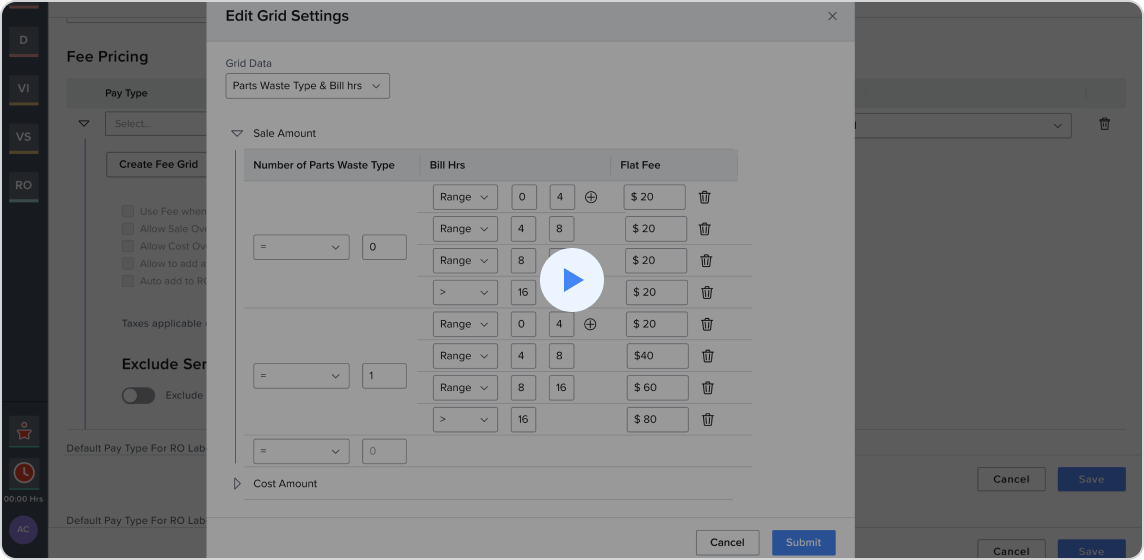 Edit Grid Settings
D
VI
VS
RO
00:00 Hrs
AC
Fee Pricing
Pay Type
Select...
Create Fee Grid
Use Fee when
Allow Sale Ov
Allow Cost Ov
Allow to add a
Auto add to R
Taxes applicable
Exclude Ser
Exclude
Default Pay Type For RO Lab
Default Pay Type For RO Lab
Grid Data
Parts Waste Type & Bill hrs
Sale Amount
Number of Parts Waste Type Bill Hrs Flat Fee
Range 0 4 $ 20
Range 4 8 $ 20
= 0
Range 8 $ 20
> 16 $ 20
Range 0 4 $ 20
Range 4 8 $40
= 1
Range 8 16 $ 60
> 16 $ 80
= 0
Cost Amount
Cancel Submit
Cancel Save
Cancel Save